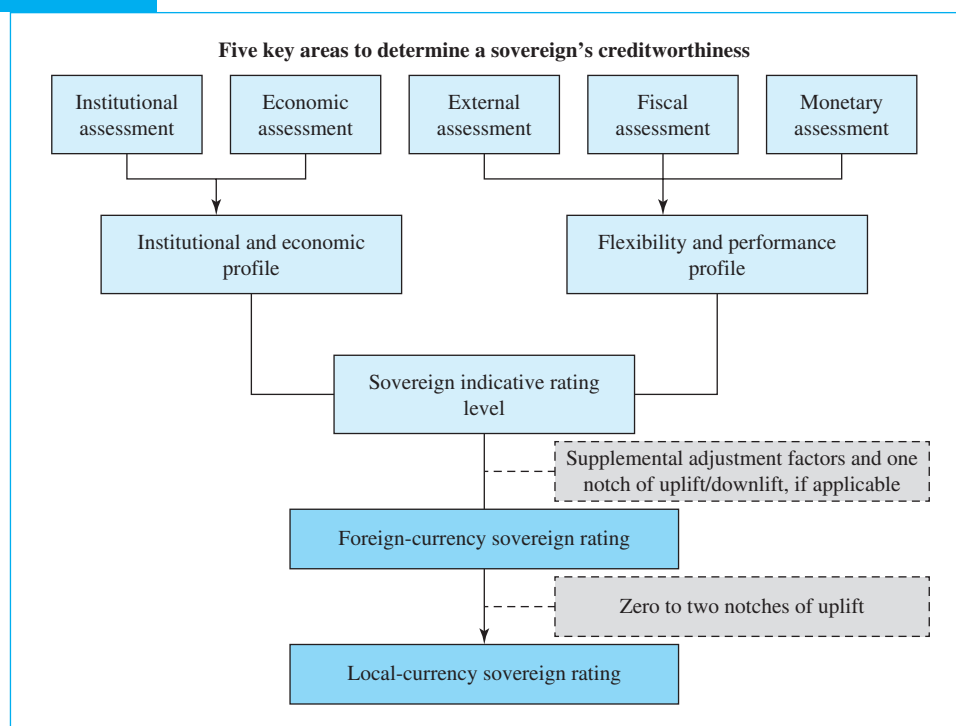 Five key areas to determine a sovereign’s creditworthiness
Institutional
assessment
Economic
assessment
External
assessment
Fiscal
assessment
Monetary
assessment
Institutional and economic
profile
Flexibility and performance
profile
Sovereign indicative rating
level
Supplemental adjustment factors and one
notch of uplift/downlift, if applicable
Foreign-currency sovereign rating
Zero to two notches of uplift
Local-currency sovereign rating